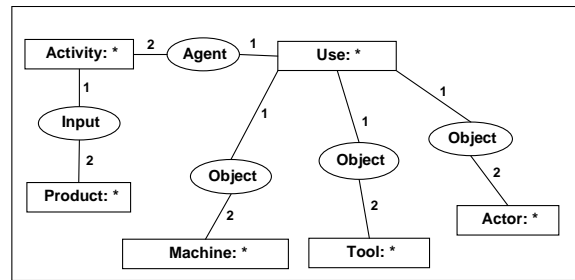 2 1
Activity: * Agent Use: *
1 1 1 1
Input Object Object Object
2 2 2 2
Product: * Machine: * Tool: * Actor: *